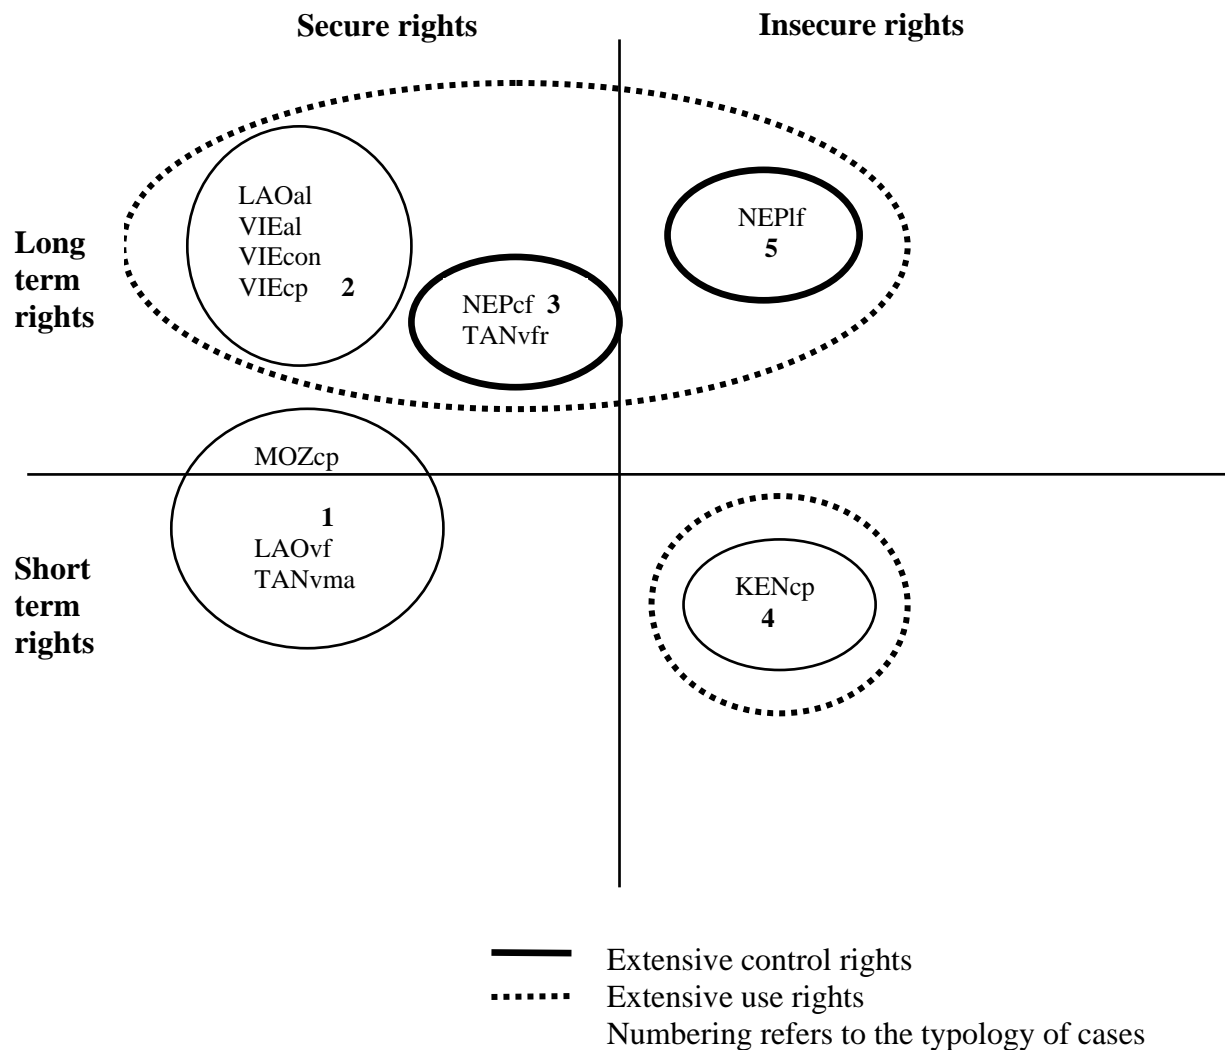 Secure rights
Insecure rights
Long
term
rights
LAOal
VIEal
VIEcon
VIEcp 2
NEPcf 3
TANvfr
NEPlf
5
MOZcp
1
LAOvf
TANvma
Short
term
rights
KENcp
4
Extensive control rights
Extensive use rights
Numbering refers to the typology of cases